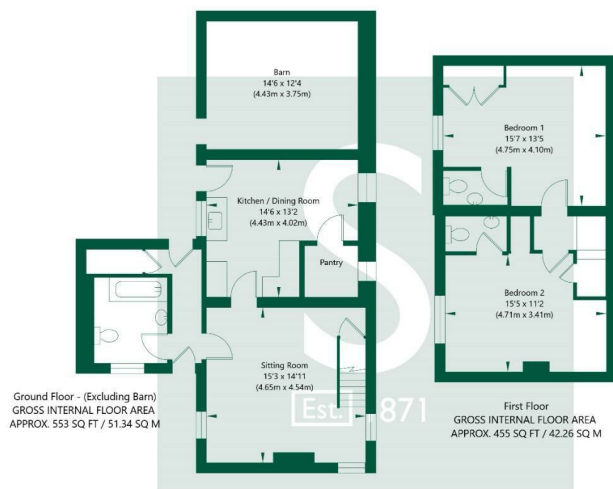 Barn
14'6 x 12'4
(4.43m x 3.75m)
Kitchen / Dining Room
14'6 x 13'2
(4.43m x 4.02m)
Pantry
Sitting Room
15'3 x 14'11
(4.65m x 4.54m)
Ground Floor - (Excluding Barn)
GROSS INTERNAL FLOOR AREA
APPROX. 553 SQ FT / 51.34 SQ M
Bedroom 1
15'7 x 13'5
(4.75m x 4.10m)
Bedroom 2
15'5 x 11'2
(4.71m x 3.41m)
First Floor
GROSS INTERNAL FLOOR AREA
APPROX. 455 SQ FT / 42.26 SQ M
S
Est. 1871